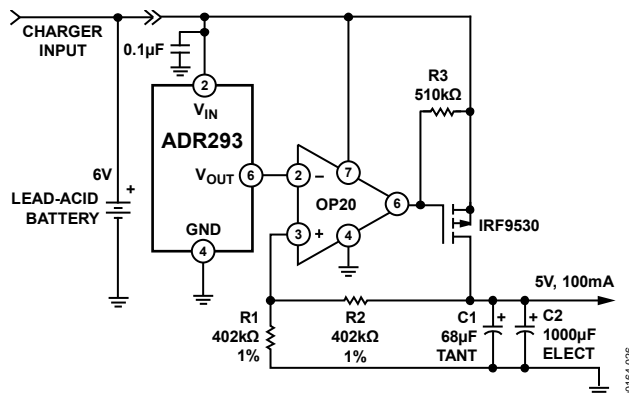 CHARGER
INPUT
0.1µF
2
VIN
ADR293
VOUT
6
GND
4
6V
+
LEAD-ACID
BATTERY
2
−
7
OP20
6
3
+
4
R3
510kΩ
IRF9530
5V, 100mA
R1
402kΩ
1%
R2
402kΩ
1%
C1
68µF
TANT
+
C2
1000µF
ELECT
+